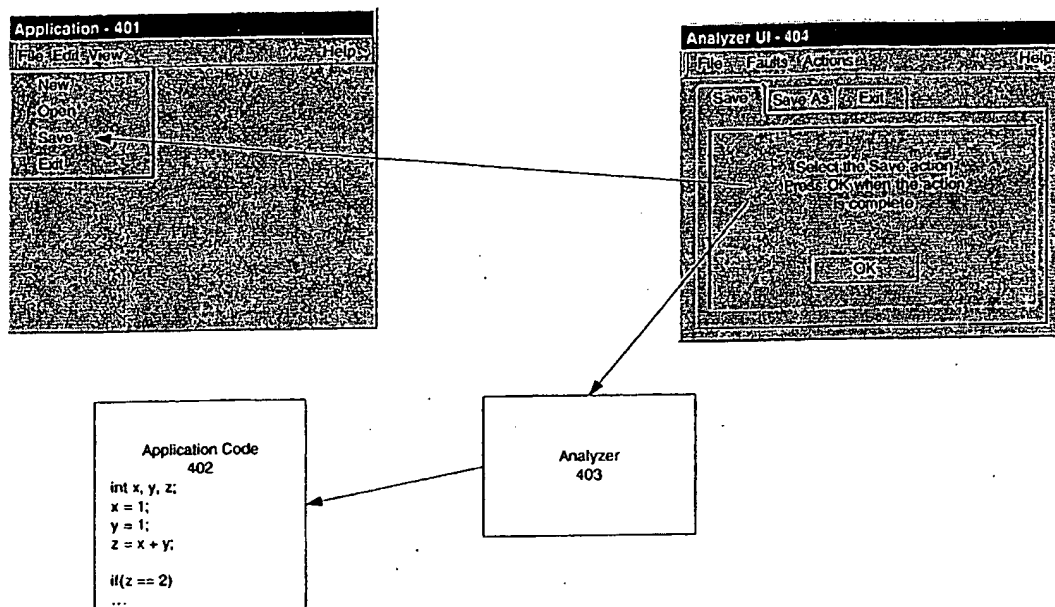 Application - 401
File Edit View Help
New
Open
Save
Exit
Analyzer UI - 404
File Faults Actions Help
Save Save As Exit
(Select the Save action)
Press OK when the action
is complete
OK
Application Code
402
int x, y, z;
x = 1;
y = 1;
z = x + y;
if(z == 2)
...
Analyzer
403